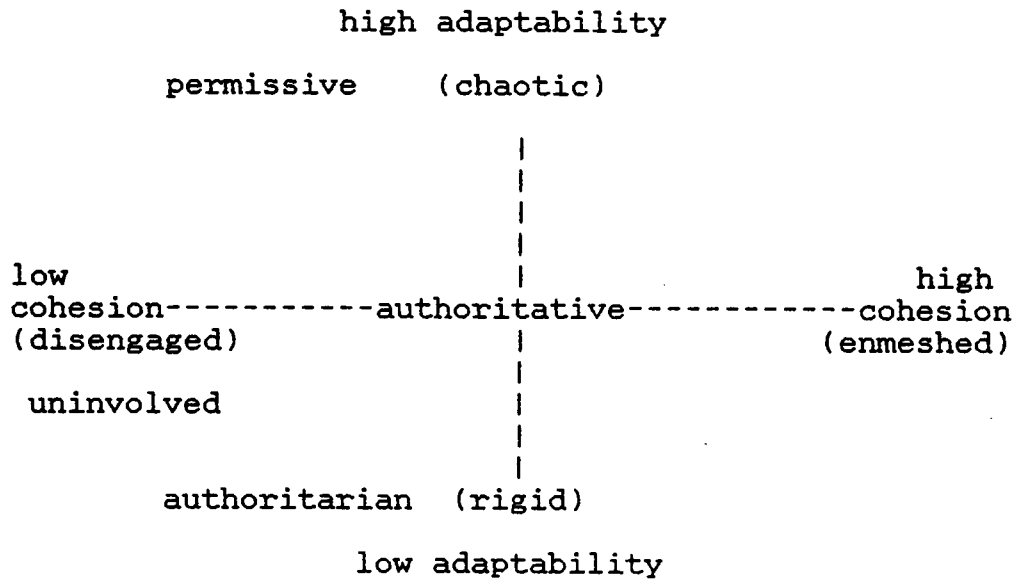 high adaptability
permissive (chaotic)
low high
cohesion-----------authoritative------------cohesion
(disengaged) (enmeshed)
uninvolved
authoritarian (rigid)
low adaptability